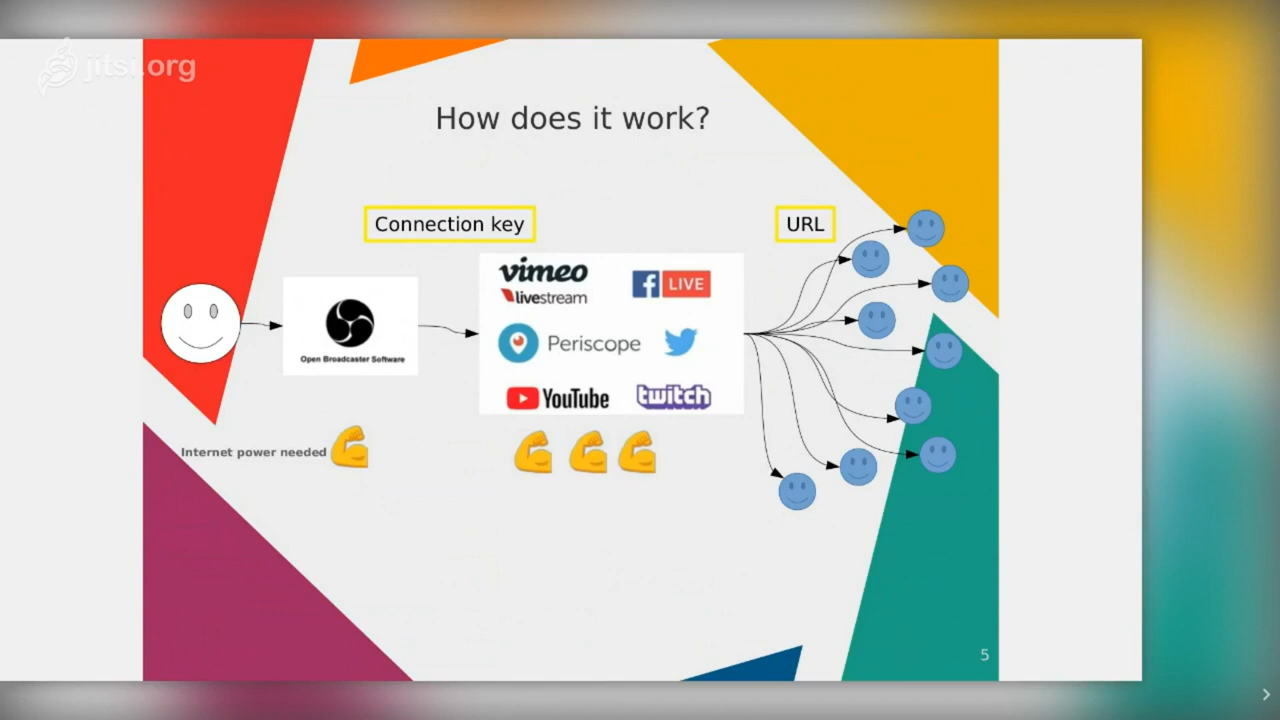 jitsi.org
How does it work?
Connection key
URL
vimeo
livestream
f LIVE
Periscope
YouTube
twitch
Open Broadcaster Software
Internet power needed
5